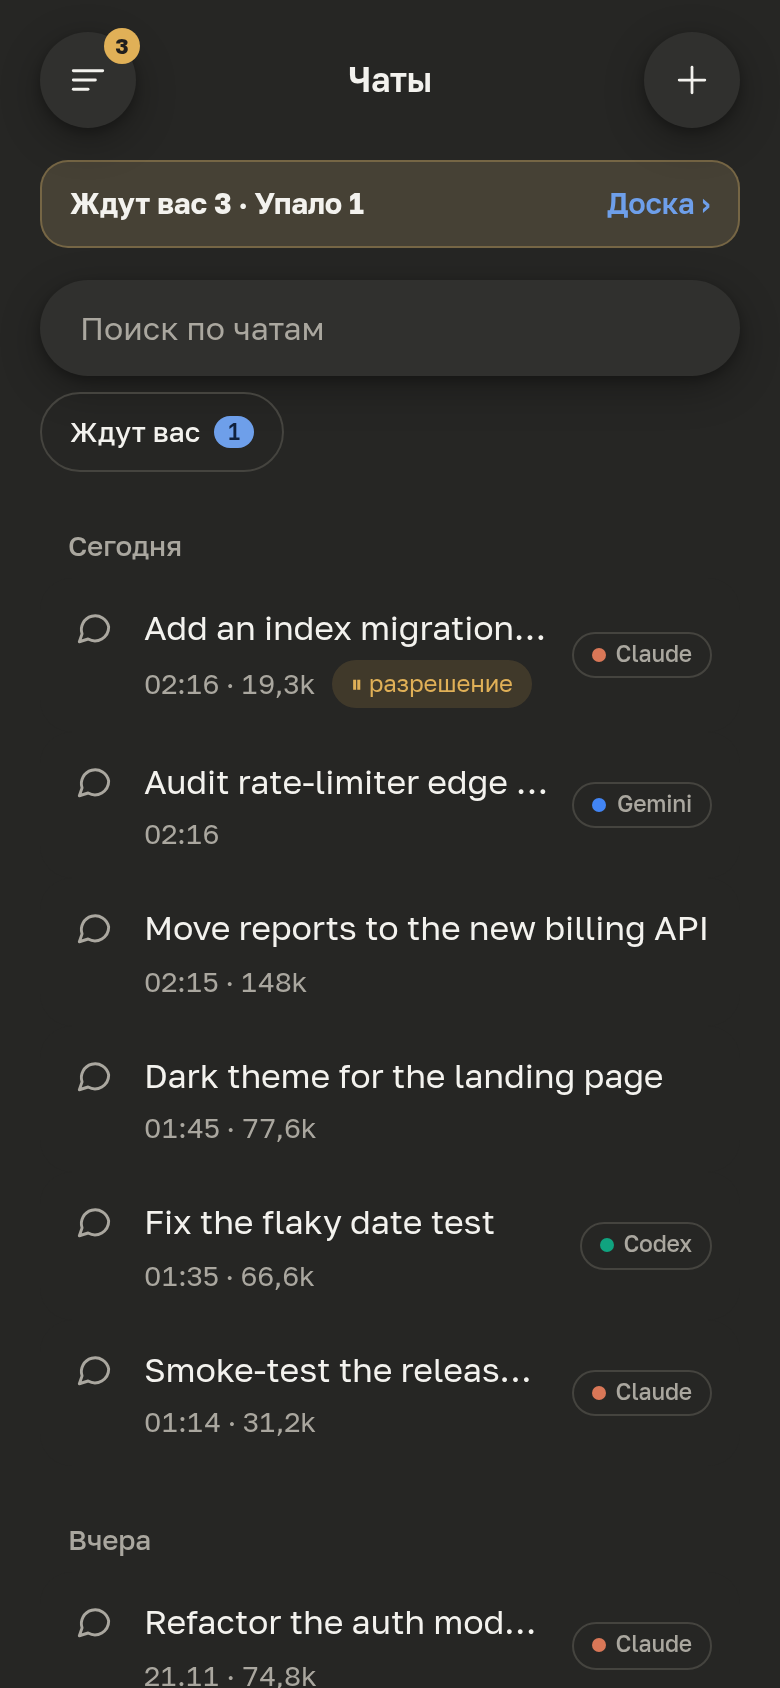 3
Чаты
Ждут вас 3 · Упало 1
Доска ›
Поиск по чатам
Ждут вас 1
Сегодня
Add an index migration...
02:16 · 19,3k
разрешение
Claude
Audit rate-limiter edge ...
02:16
Gemini
Move reports to the new billing API
02:15 · 148k
Dark theme for the landing page
01:45 · 77,6k
Fix the flaky date test
01:35 · 66,6k
Codex
Smoke-test the releas...
01:14 · 31,2k
Claude
Вчера
Refactor the auth mod...
21.11 · 74,8k
Claude